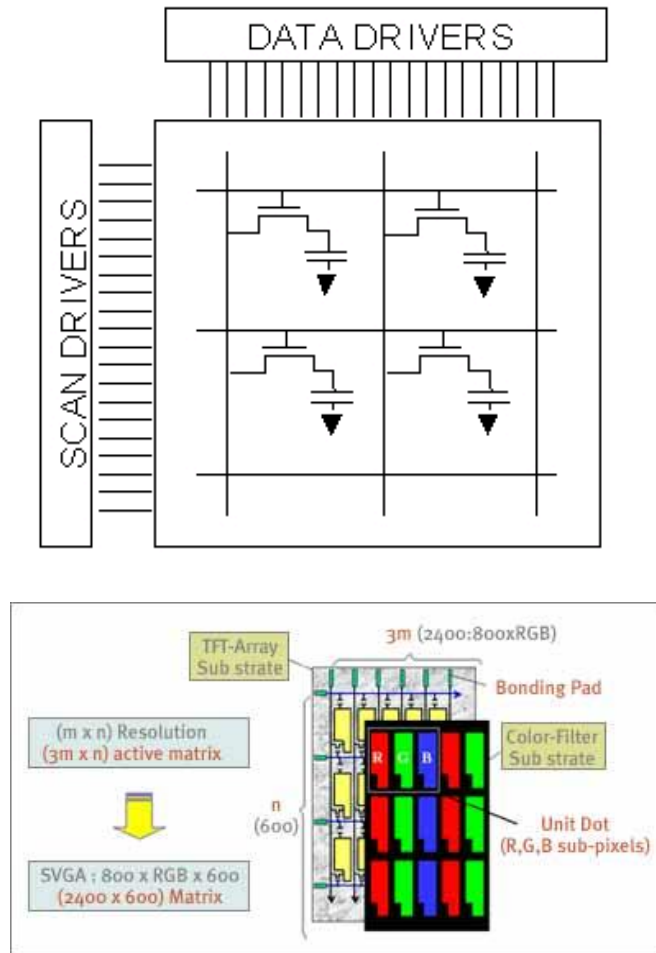 DATA DRIVERS
SCAN DRIVERS
3m (2400:800xRGB)
TFT-Array
Sub strate
Bonding Pad
(m x n) Resolution
(3m x n) active matrix
R G B
Color-Filter
Sub strate
n
(600)
Unit Dot
(R,G,B sub-pixels)
SVGA : 800 x RGB x 600
(2400 x 600) Matrix